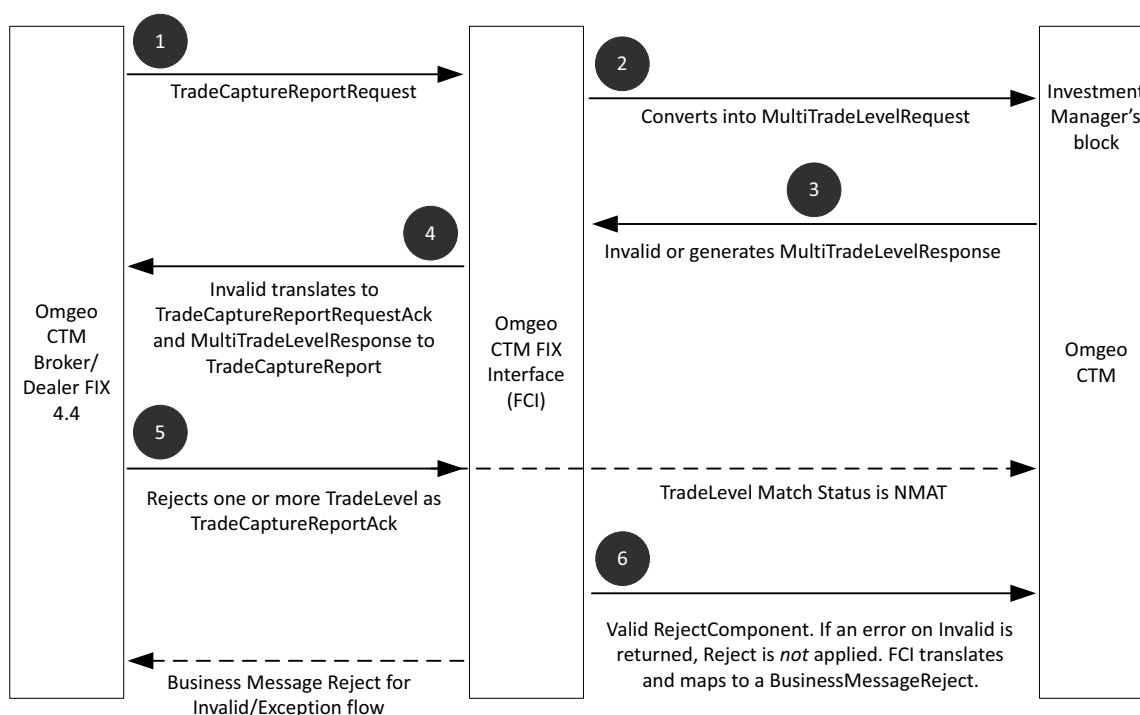 1
TradeCaptureReportRequest
2
Converts into MultiTradeLevelRequest
Investment
Manager's
block
3
Invalid or generates MultiTradeLevelResponse
4
Invalid translates to
TradeCaptureReportRequestAck
and MultiTradeLevelResponse to
TradeCaptureReport
Omgeo
CTM
Broker/
Dealer FIX
4.4
Omgeo
CTM FIX
Interface
(FCI)
Omgeo
CTM
5
Rejects one or more TradeLevel as
TradeCaptureReportAck
TradeLevel Match Status is NMAT
6
Valid RejectComponent. If an error on Invalid is
returned, Reject is not applied. FCI translates
and maps to a BusinessMessageReject.
Business Message Reject for
Invalid/Exception flow